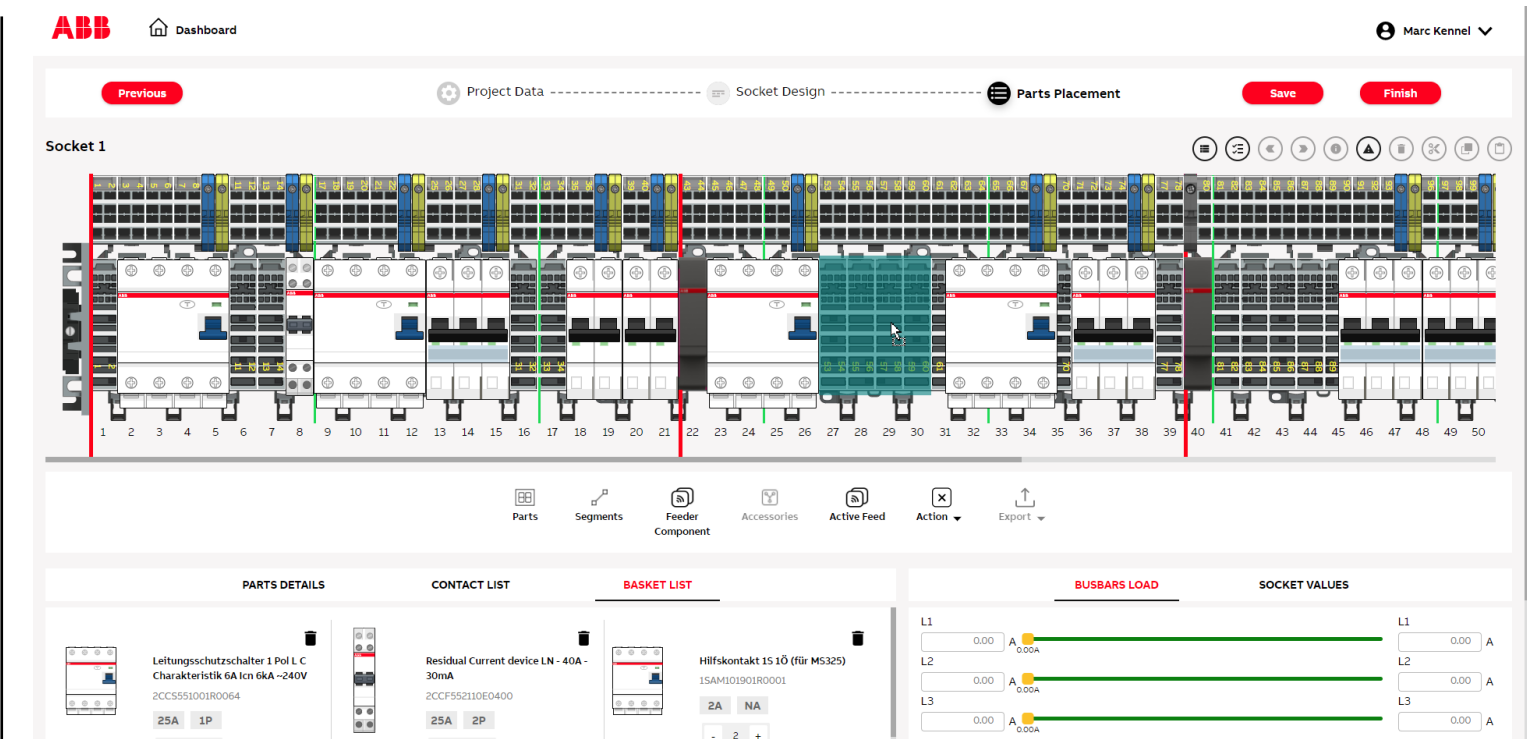 ABB
Dashboard
Marc Kennel
Previous
Project Data
Socket Design
Parts Placement
Save
Finish
Socket 1
1 2 3 4 5 6 7 8 9 10 11 12 13 14 15 16 17 18 19 20 21 22 23 24 25 26 27 28 29 30 31 32 33 34 35 36 37 38 39 40 41 42 43 44 45 46 47 48 49 50
Parts
Segments
Feeder
Component
Accessories
Active Feed
Action
Export
PARTS DETAILS
CONTACT LIST
BASKET LIST
Leitungsschutzschalter 1 Pol L C
Charakteristik 6A Icn 6kA ~240V
2CCS551001R0064
25A 1P
Residual Current device LN - 40A -
30mA
2CCF552110E0400
25A 2P
Hilfskontakt 1S 1Ö (für MS325)
1SAM101901R0001
2A NA
- 2 +
BUSBARS LOAD
SOCKET VALUES
L1
0.00 A
0.00A
L1
0.00 A
L2
0.00 A
0.00A
L2
0.00 A
L3
0.00 A
0.00A
L3
0.00 A